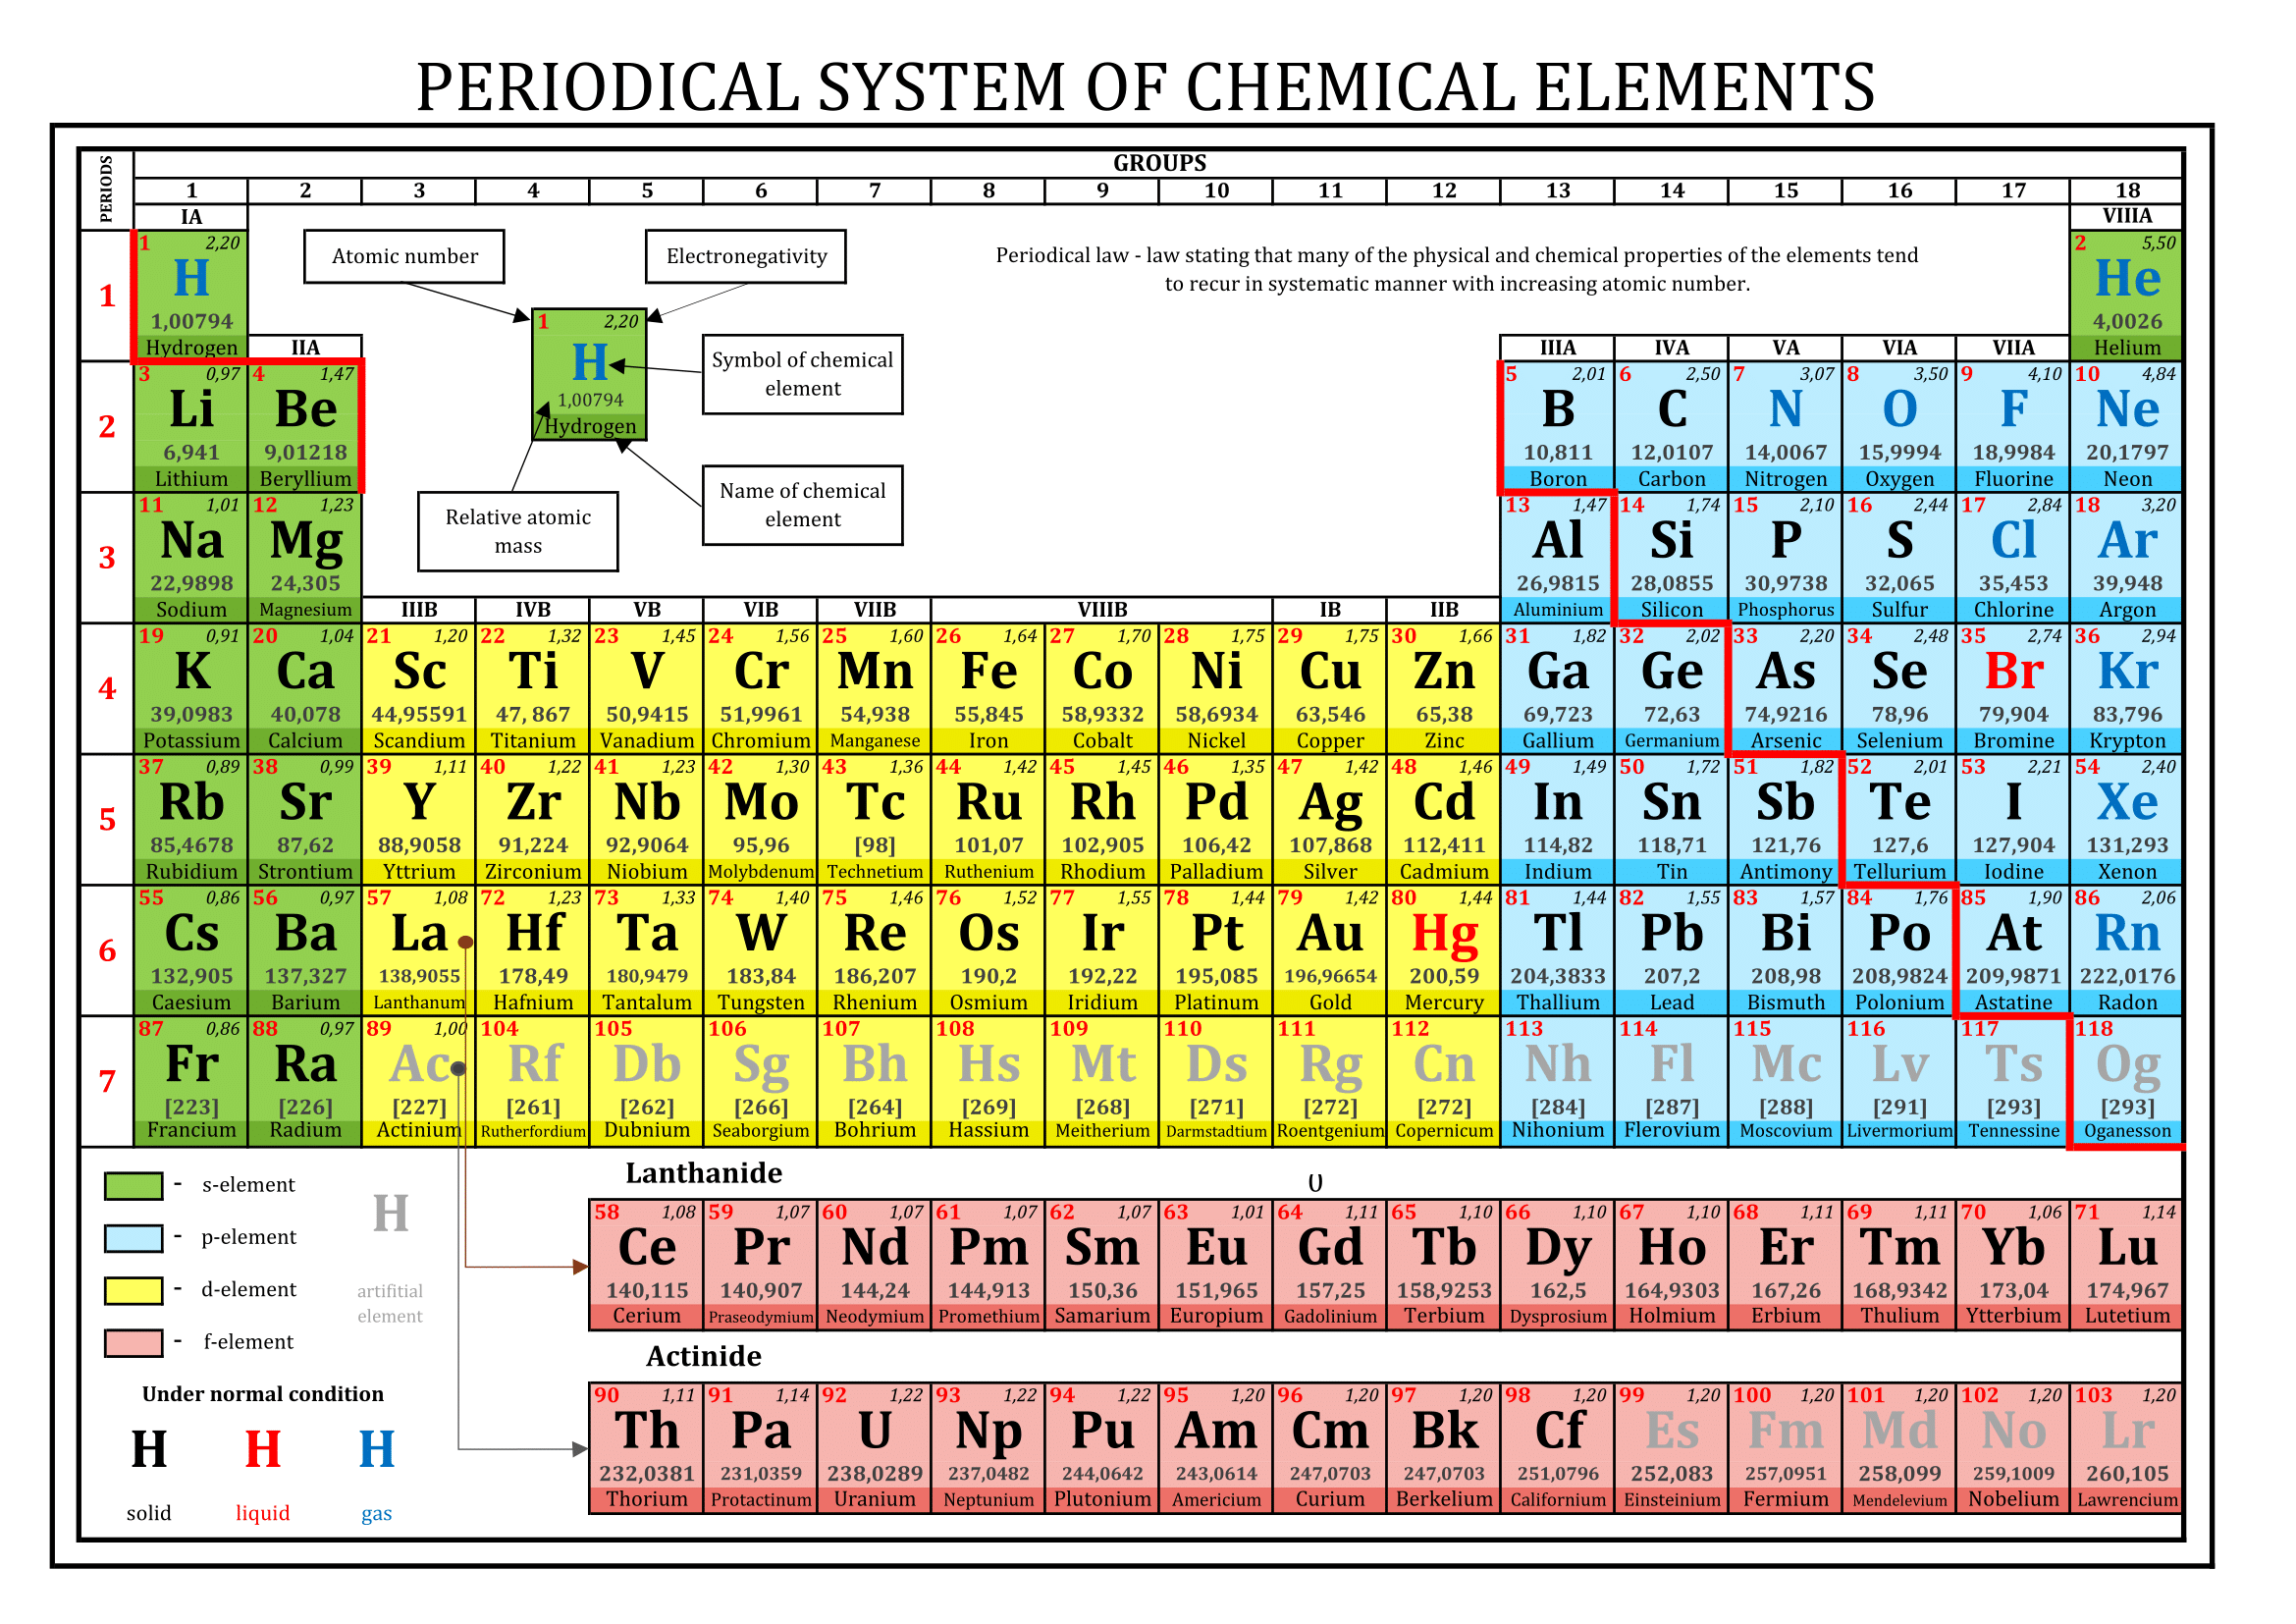 PERIODICAL SYSTEM OF CHEMICAL ELEMENTS
PERIODS
GROUPS
1 2 3 4 5 6 7 8 9 10 11 12 13 14 15 16 17 18
IA VIIIA
Atomic number
Electronegativity
Periodical law - law stating that many of the physical and chemical properties of the elements tend
to recur in systematic manner with increasing atomic number.
1 2,20
H
1,00794
Hydrogen
Symbol of chemical
element
Relative atomic
mass
Name of chemical
element
1
1 2,20 2 5,50
H He
1,00794 4,0026
Hydrogen Helium
IIA IIIA IVA VA VIA VIIA
2
3 0,97 4 1,47 5 2,01 6 2,50 7 3,07 8 3,50 9 4,10 10 4,84
Li Be B C N O F Ne
6,941 9,01218 10,811 12,0107 14,0067 15,9994 18,9984 20,1797
Lithium Beryllium Boron Carbon Nitrogen Oxygen Fluorine Neon
3
11 1,01 12 1,23 13 1,47 14 1,74 15 2,10 16 2,44 17 2,84 18 3,20
Na Mg Al Si P S Cl Ar
22,9898 24,305 26,9815 28,0855 30,9738 32,065 35,453 39,948
Sodium Magnesium Aluminium Silicon Phosphorus Sulfur Chlorine Argon
IIIB IVB VB VIB VIIB VIIIB IB IIB
4
19 0,91 20 1,04 21 1,20 22 1,32 23 1,45 24 1,56 25 1,60 26 1,64 27 1,70 28 1,75 29 1,75 30 1,66 31 1,82 32 2,02 33 2,20 34 2,48 35 2,74 36 2,94
K Ca Sc Ti V Cr Mn Fe Co Ni Cu Zn Ga Ge As Se Br Kr
39,0983 40,078 44,95591 47, 867 50,9415 51,9961 54,938 55,845 58,9332 58,6934 63,546 65,38 69,723 72,63 74,9216 78,96 79,904 83,796
Potassium Calcium Scandium Titanium Vanadium Chromium Manganese Iron Cobalt Nickel Copper Zinc Gallium Germanium Arsenic Selenium Bromine Krypton
5
37 0,89 38 0,99 39 1,11 40 1,22 41 1,23 42 1,30 43 1,36 44 1,42 45 1,45 46 1,35 47 1,42 48 1,46 49 1,49 50 1,72 51 1,82 52 2,01 53 2,21 54 2,40
Rb Sr Y Zr Nb Mo Tc Ru Rh Pd Ag Cd In Sn Sb Te I Xe
85,4678 87,62 88,9058 91,224 92,9064 95,96 [98] 101,07 102,905 106,42 107,868 112,411 114,82 118,71 121,76 127,6 127,904 131,293
Rubidium Strontium Yttrium Zirconium Niobium Molybdenum Technetium Ruthenium Rhodium Palladium Silver Cadmium Indium Tin Antimony Tellurium Iodine Xenon
6
55 0,86 56 0,97 57 1,08 72 1,23 73 1,33 74 1,40 75 1,46 76 1,52 77 1,55 78 1,44 79 1,42 80 1,44 81 1,44 82 1,55 83 1,57 84 1,76 85 1,90 86 2,06
Cs Ba La Hf Ta W Re Os Ir Pt Au Hg Tl Pb Bi Po At Rn
132,905 137,327 138,9055 178,49 180,9479 183,84 186,207 190,2 192,22 195,085 196,96654 200,59 204,3833 207,2 208,98 208,9824 209,9871 222,0176
Caesium Barium Lanthanum Hafnium Tantalum Tungsten Rhenium Osmium Iridium Platinum Gold Mercury Thallium Lead Bismuth Polonium Astatine Radon
7
87 0,86 88 0,97 89 1,00 104 105 106 107 108 109 110 111 112 113 114 115 116 117 118
Fr Ra Ac Rf Db Sg Bh Hs Mt Ds Rg Cn Nh Fl Mc Lv Ts Og
[223] [226] [227] [261] [262] [266] [264] [269] [268] [271] [272] [272] [284] [287] [288] [291] [293] [293]
Francium Radium Actinium Rutherfordium Dubnium Seaborgium Bohrium Hassium Meitherium Darmstadtium Roentgenium Copernicum Nihonium Flerovium Moscovium Livermorium Tennessine Oganesson
Lanthanide
0
58 1,08 59 1,07 60 1,07 61 1,07 62 1,07 63 1,01 64 1,11 65 1,10 66 1,10 67 1,10 68 1,11 69 1,11 70 1,06 71 1,14
Ce Pr Nd Pm Sm Eu Gd Tb Dy Ho Er Tm Yb Lu
140,115 140,907 144,24 144,913 150,36 151,965 157,25 158,9253 162,5 164,9303 167,26 168,9342 173,04 174,967
Cerium Praseodymium Neodymium Promethium Samarium Europium Gadolinium Terbium Dysprosium Holmium Erbium Thulium Ytterbium Lutetium
Actinide
90 1,11 91 1,14 92 1,22 93 1,22 94 1,22 95 1,20 96 1,20 97 1,20 98 1,20 99 1,20 100 1,20 101 1,20 102 1,20 103 1,20
Th Pa U Np Pu Am Cm Bk Cf Es Fm Md No Lr
232,0381 231,0359 238,0289 237,0482 244,0642 243,0614 247,0703 247,0703 251,0796 252,083 257,0951 258,099 259,1009 260,105
Thorium Protactinum Uranium Neptunium Plutonium Americium Curium Berkelium Californium Einsteinium Fermium Mendelevium Nobelium Lawrencium
- s-element
- p-element
- d-element
- f-element
H
artifitial
element
Under normal condition
H H H
solid liquid gas